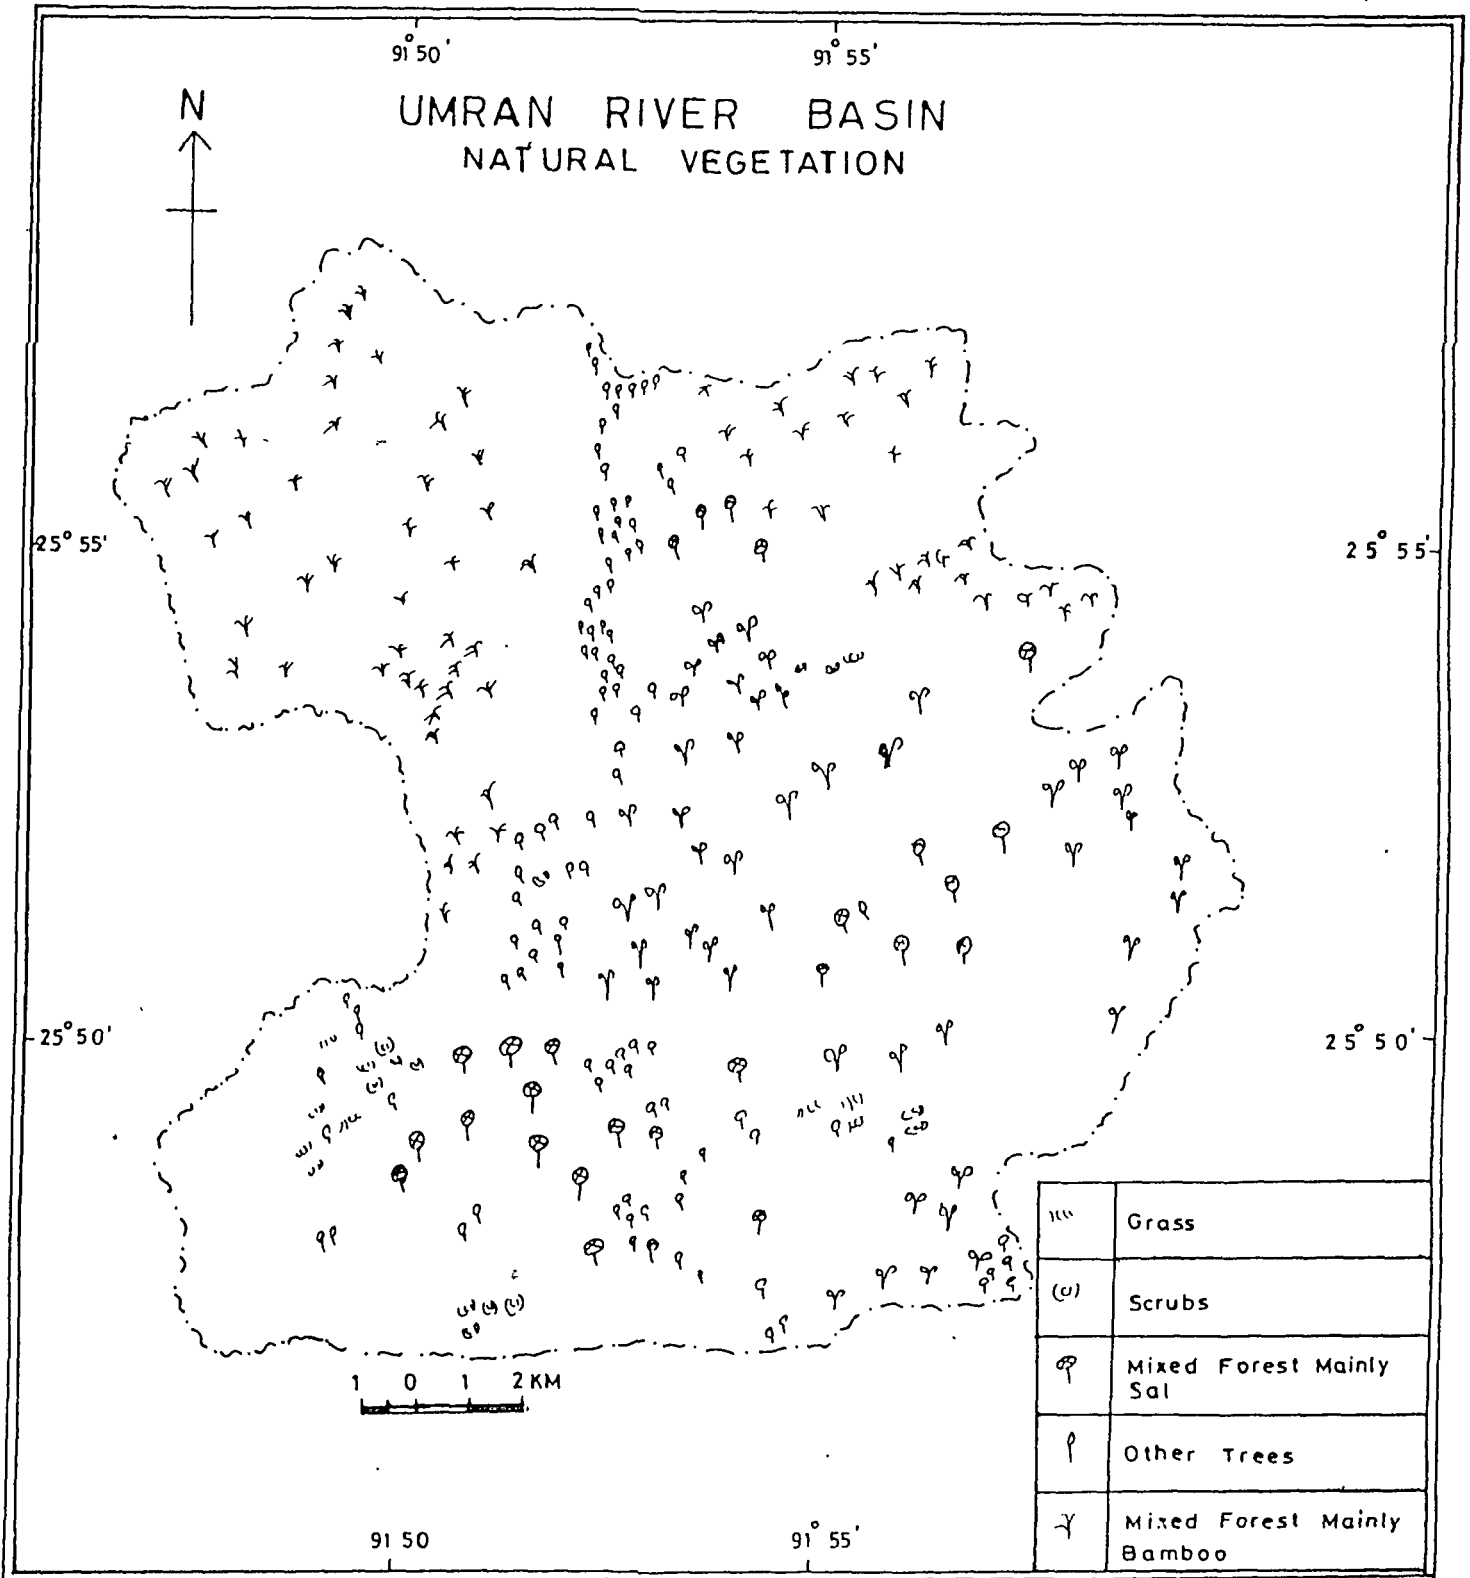 91°50'
91°55'
N
UMRAN RIVER BASIN
NATURAL VEGETATION
25°55'
25°55'
25°50'
25°50'
Grass
Scrubs
Mixed Forest Mainly
Sal
Other Trees
Mixed Forest Mainly
Bamboo
1 0 1 2 KM
91 50
91°55'